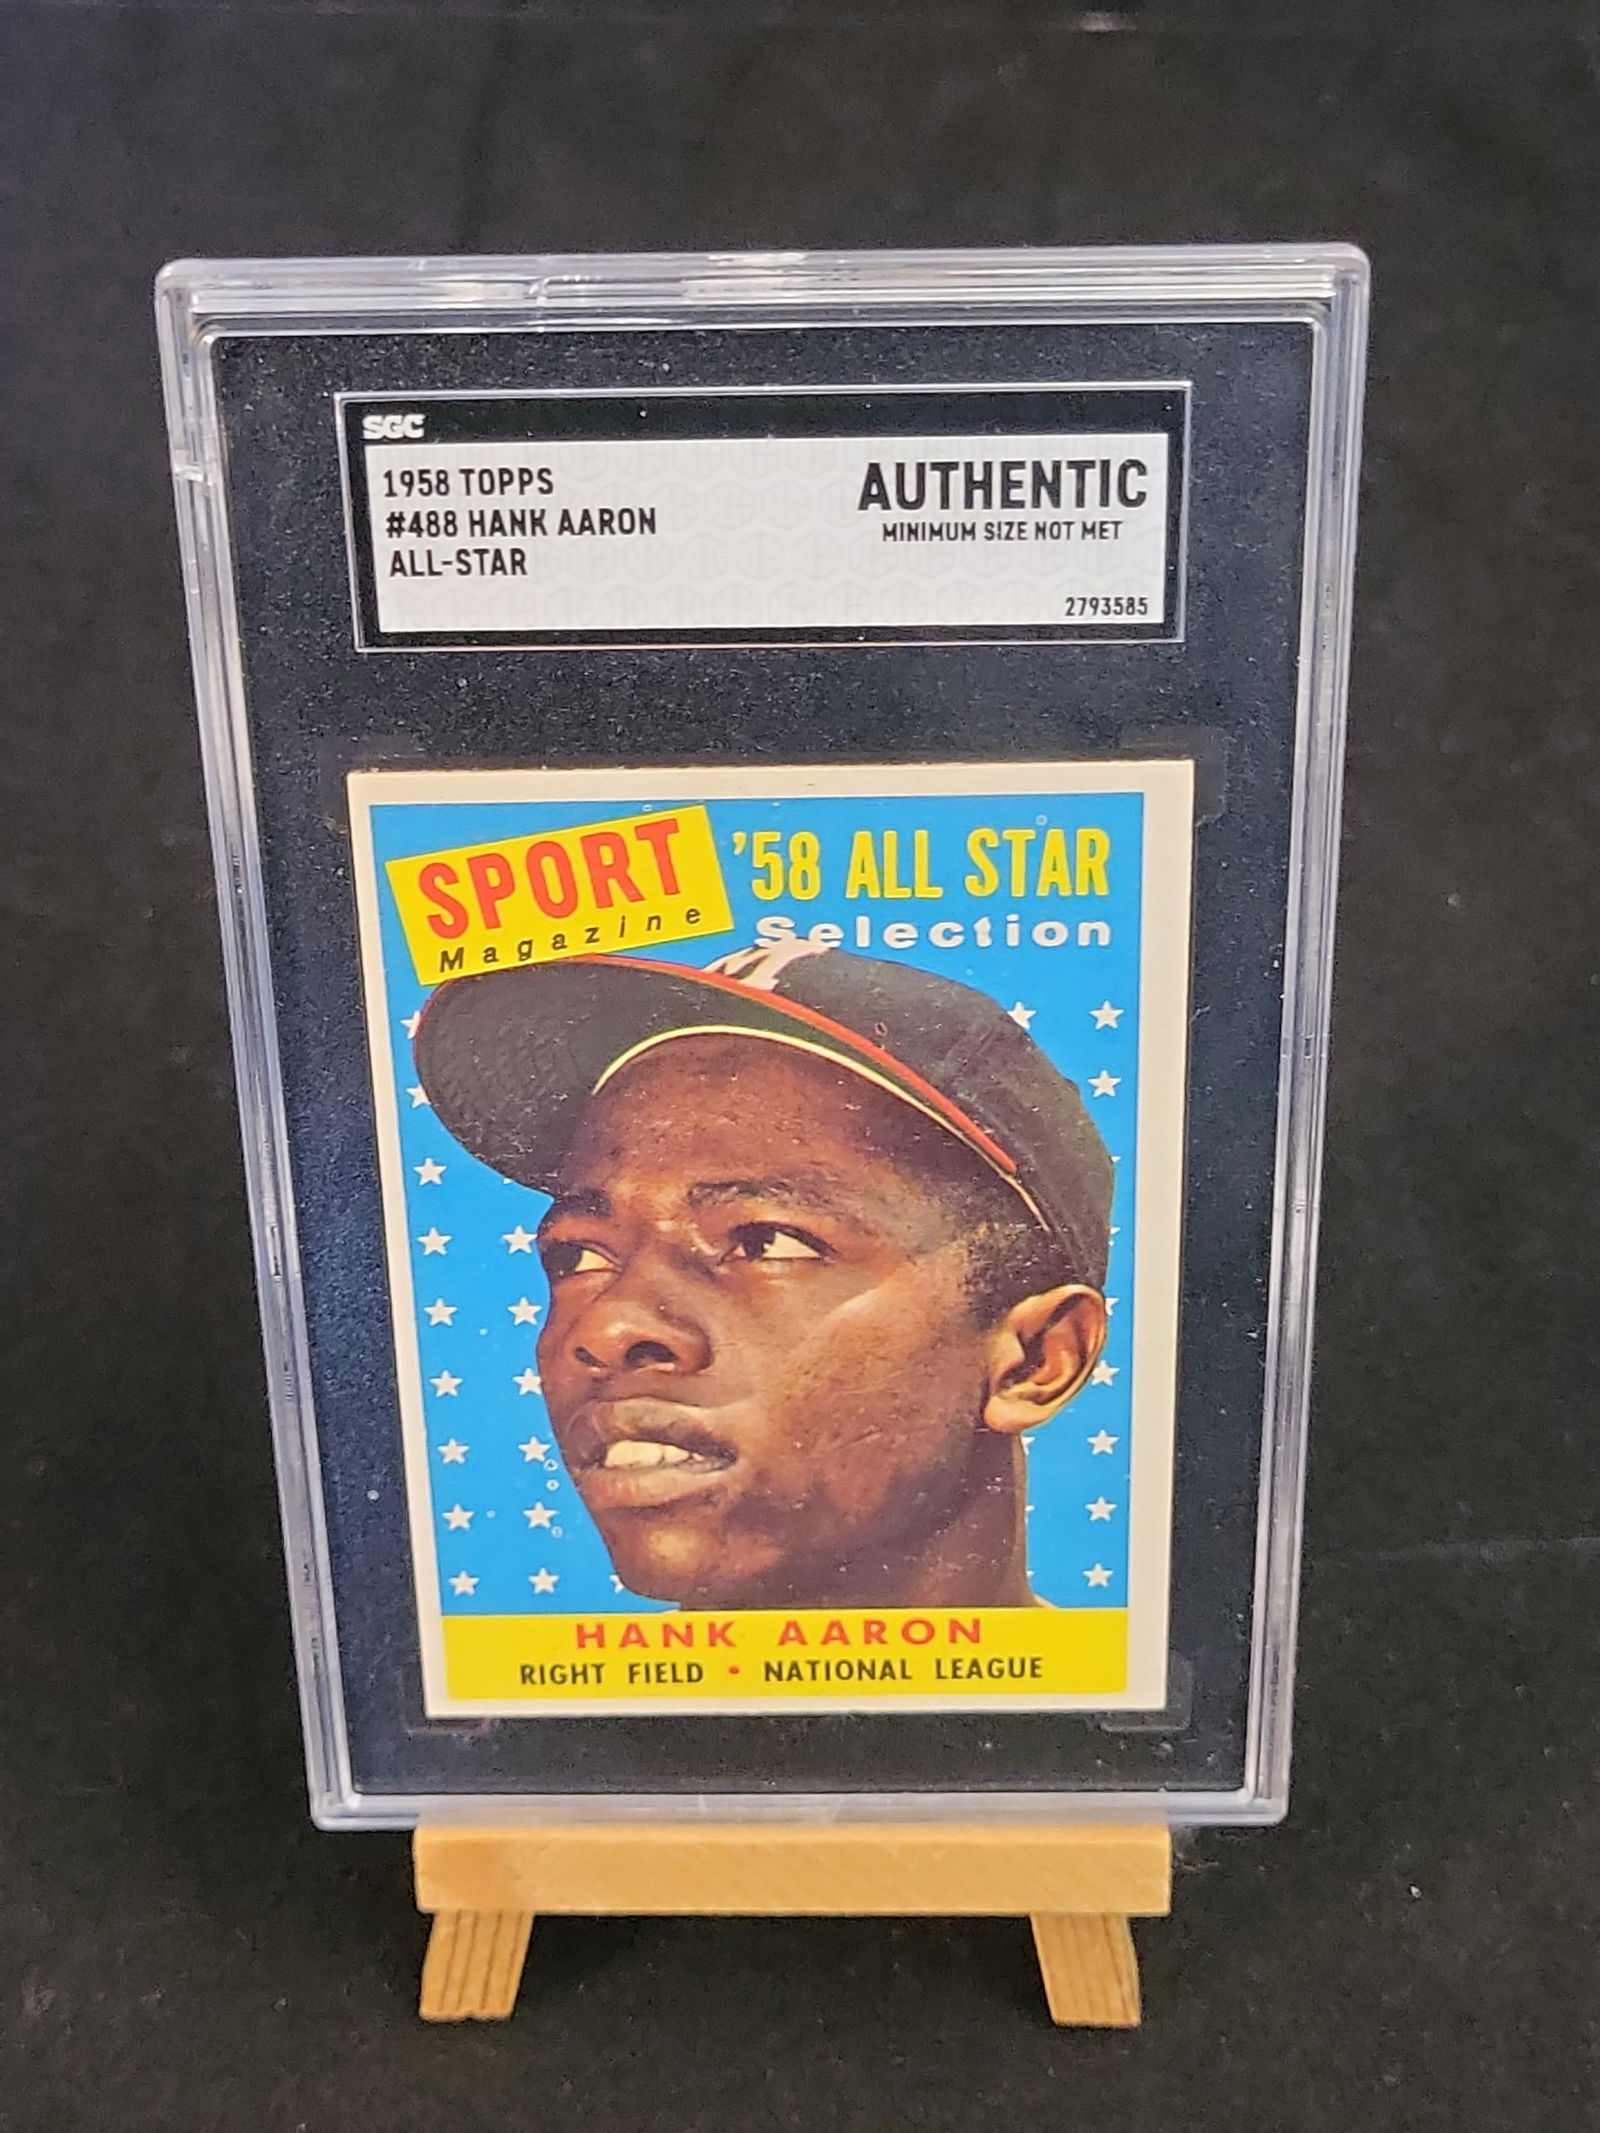 SGC
1958 TOPPS
#488 HANK AARON
ALL-STAR
AUTHENTIC
MINIMUM SIZE NOT MET
2793585
SPORT
Magazine
'58 ALL STAR
Selection
M
HANK AARON
RIGHT FIELD • NATIONAL LEAGUE